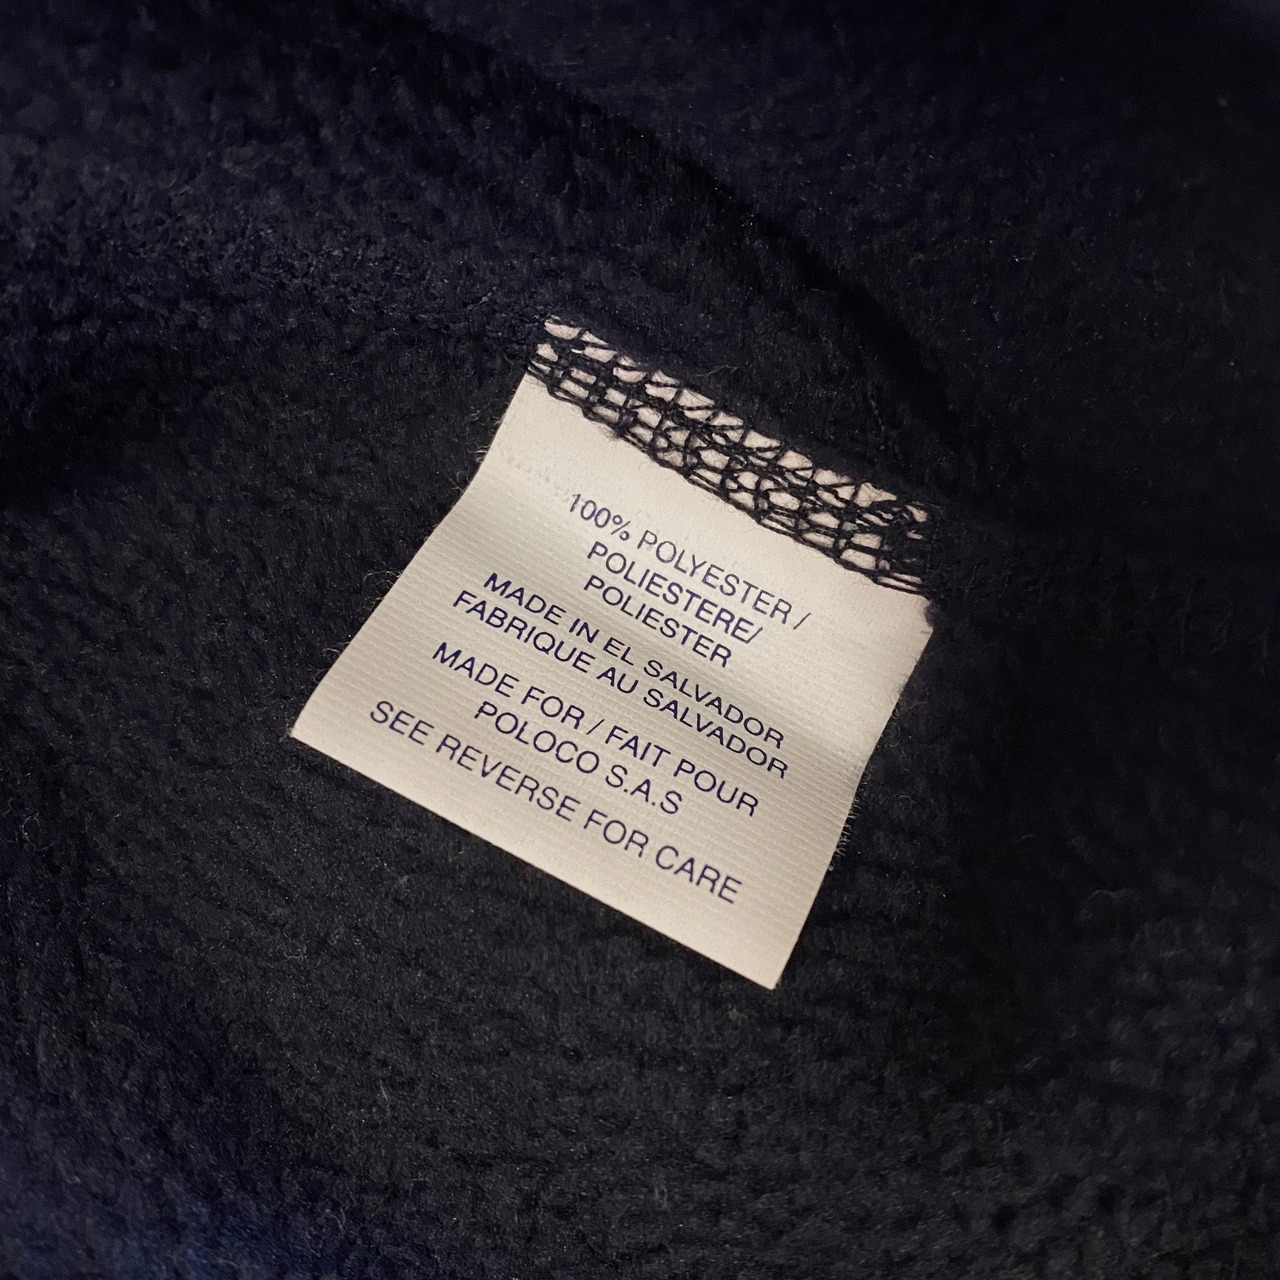 100% POLYESTER /
POLIESTERE/
POLIESTER
MADE IN EL SALVADOR
FABRIQUE AU SALVADOR
MADE FOR / FAIT POUR
POLOCO S.A.S
SEE REVERSE FOR CARE